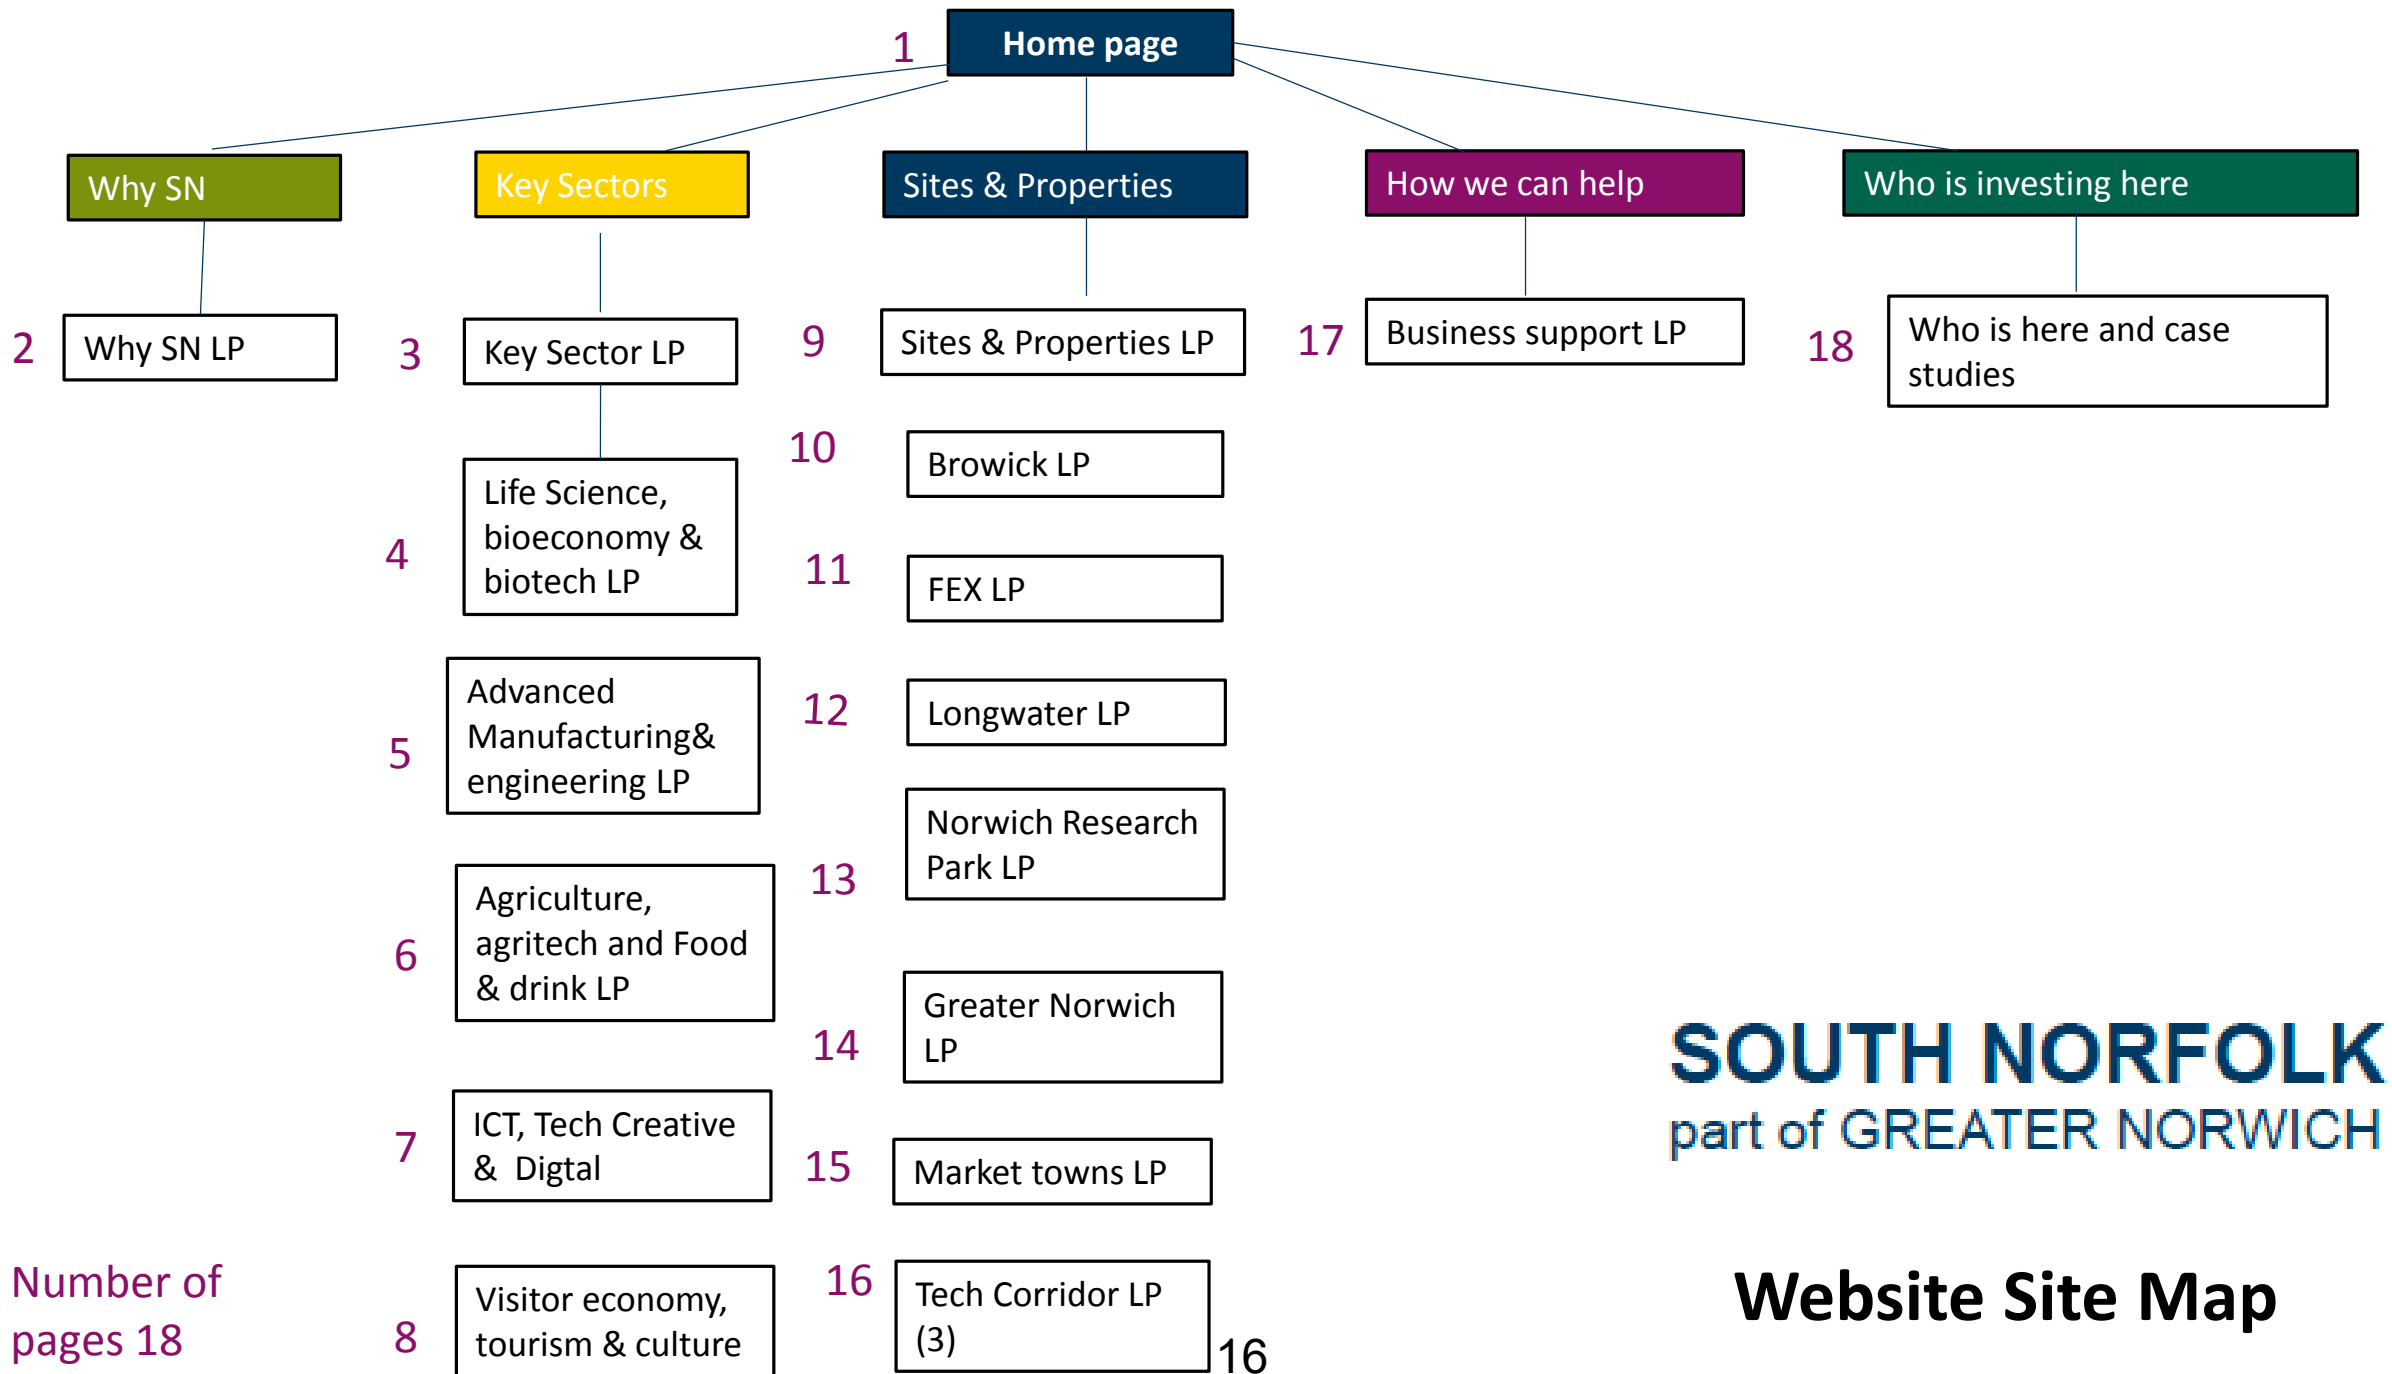 1
Home page
Why SN
Key Sectors
Sites & Properties
How we can help
Who is investing here
2
Why SN LP
3
Key Sector LP
4
Life Science,
bioeconomy &
biotech LP
5
Advanced
Manufacturing&
engineering LP
6
Agriculture,
agritech and Food
& drink LP
7
ICT, Tech Creative
& Digtal
8
Visitor economy,
tourism & culture
9
Sites & Properties LP
10
Browick LP
11
FEX LP
12
Longwater LP
13
Norwich Research
Park LP
14
Greater Norwich
LP
15
Market towns LP
16
Tech Corridor LP
(3)
16
17
Business support LP
18
Who is here and case
studies
SOUTH NORFOLK
part of GREATER NORWICH
Website Site Map
Number of
pages 18